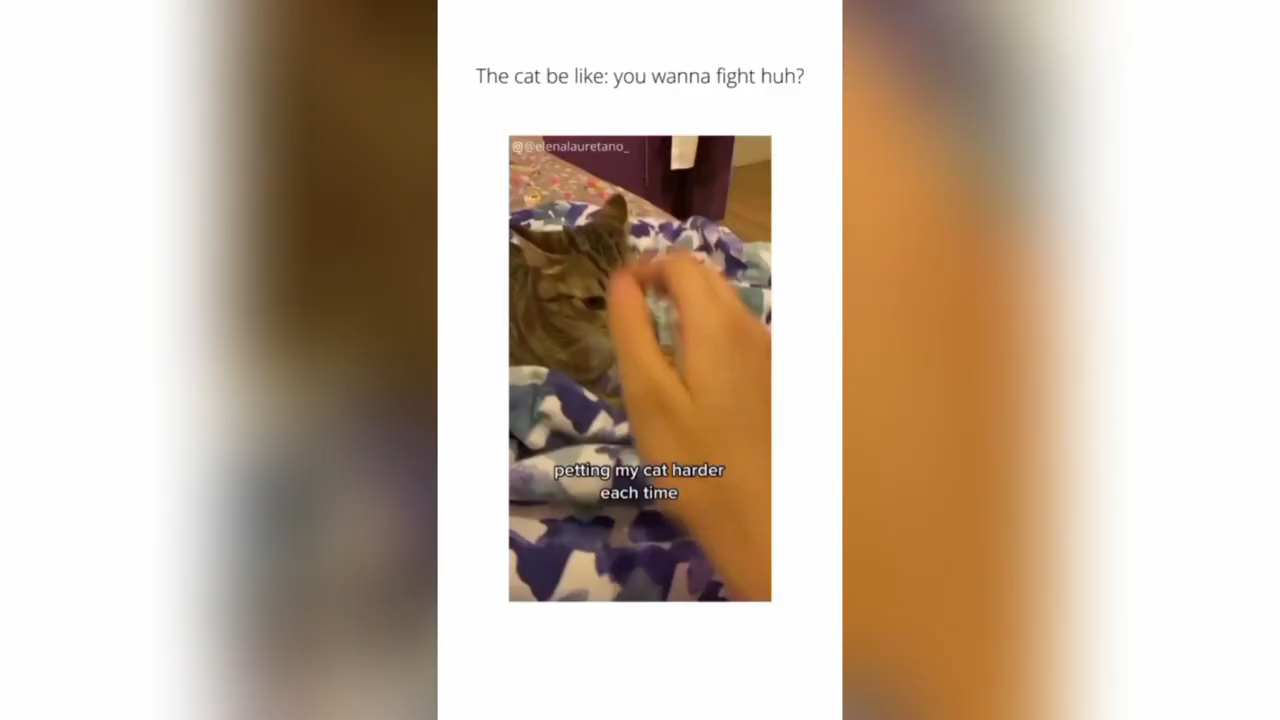 The cat be like: you wanna fight huh?
@elenalauretano_
petting my cat harder
each time